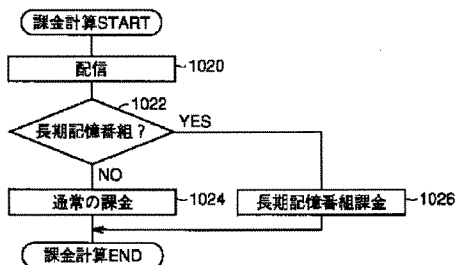 課金計算START
配信
1020
1022
長期記憶番組?
YES
NO
通常の課金
1024
長期記憶番組課金
1026
課金計算END